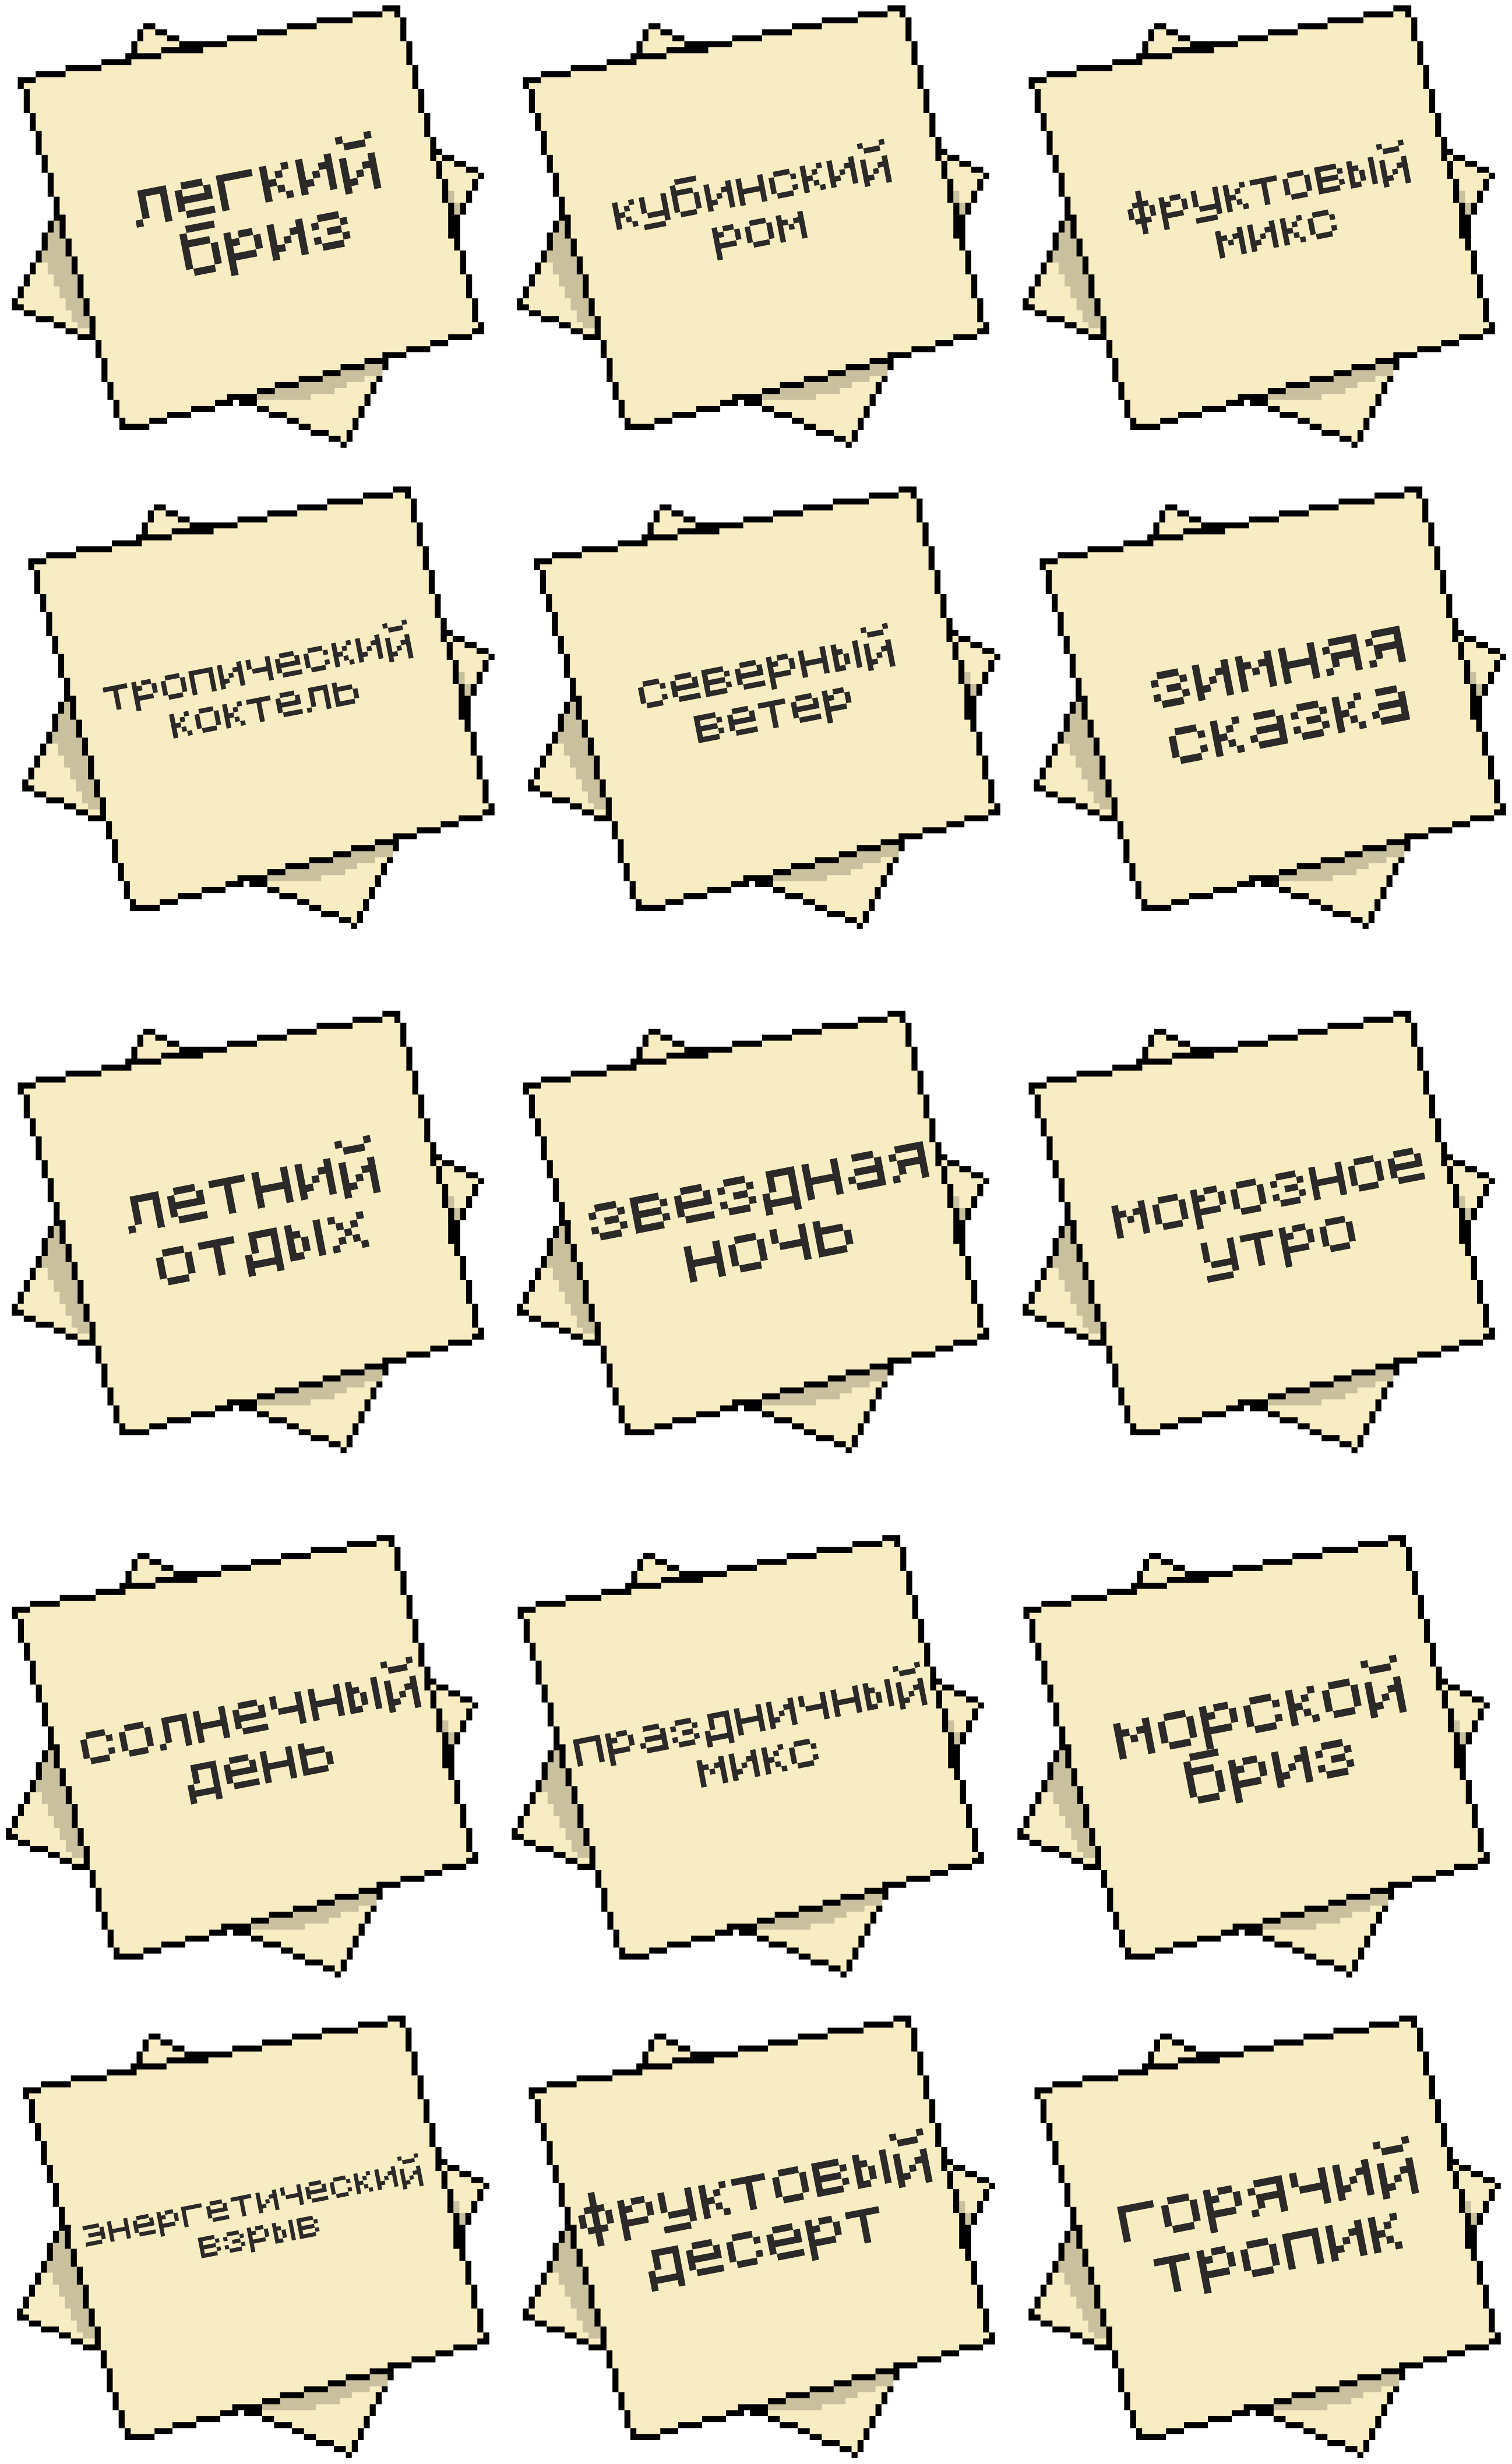 легкий
бриз
кубинский
ром
фруктовый
микс
тропический
коктель
северный
ветер
зимняя
сказка
летний
отдых
звездная
ночь
морозное
утро
солнечный
день
праздничный
микс
морской
бриз
энергетический
взрыв
фруктовый
десерт
горячий
тропик